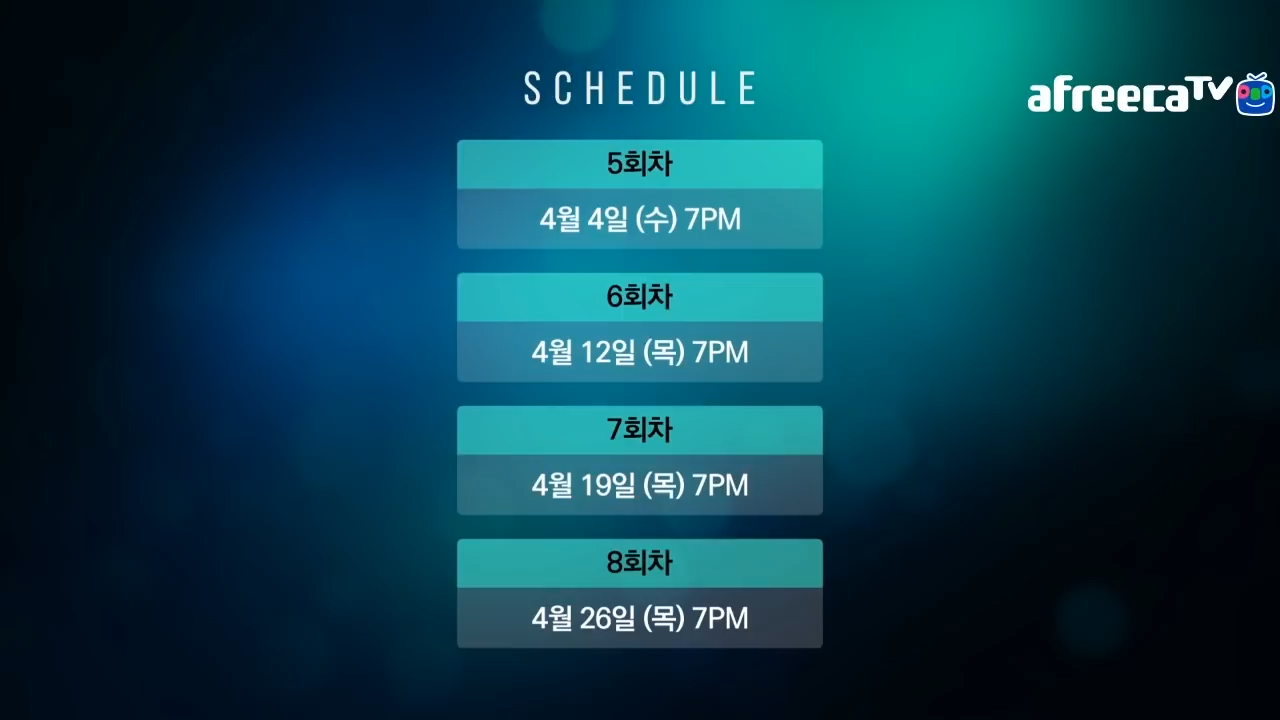 SCHEDULE
afreecaTV
5회차
4월 4일 (수) 7PM
6회차
4월 12일 (목) 7PM
7회차
4월 19일 (목) 7PM
8회차
4월 26일 (목) 7PM